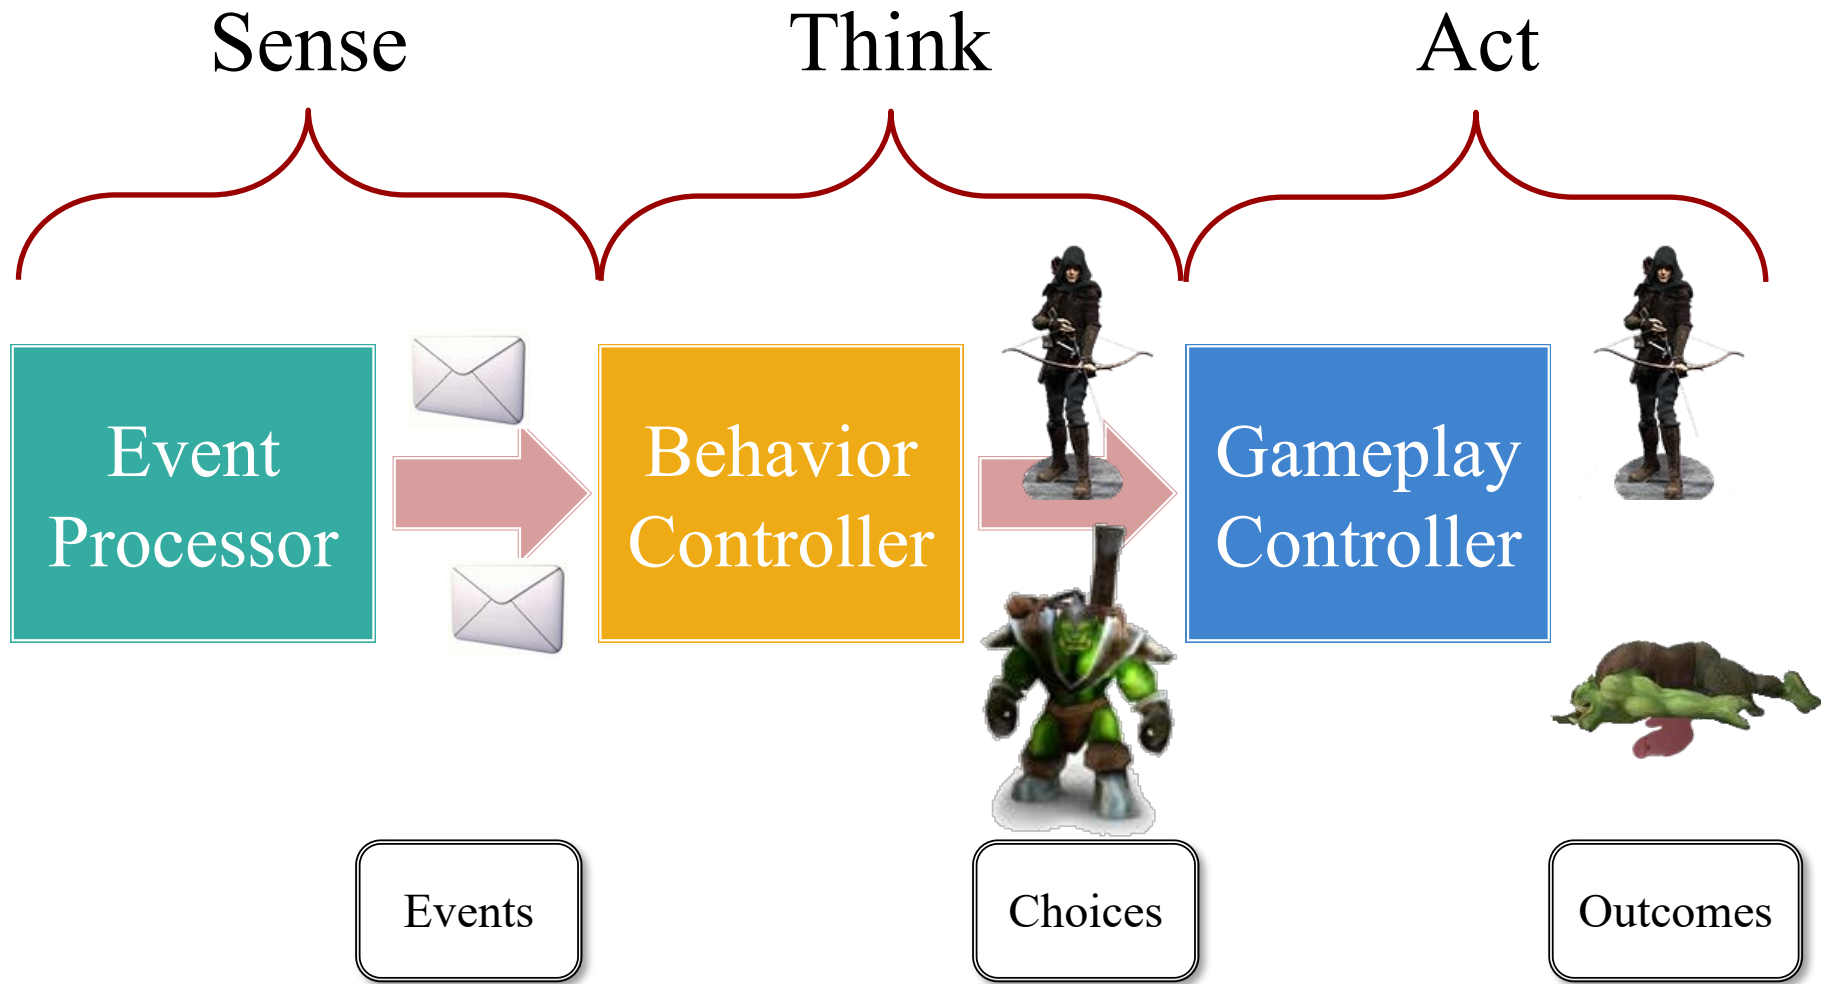 Sense
Think
Act
Event
Processor
Behavior
Controller
Gameplay
Controller
Events
Choices
Outcomes